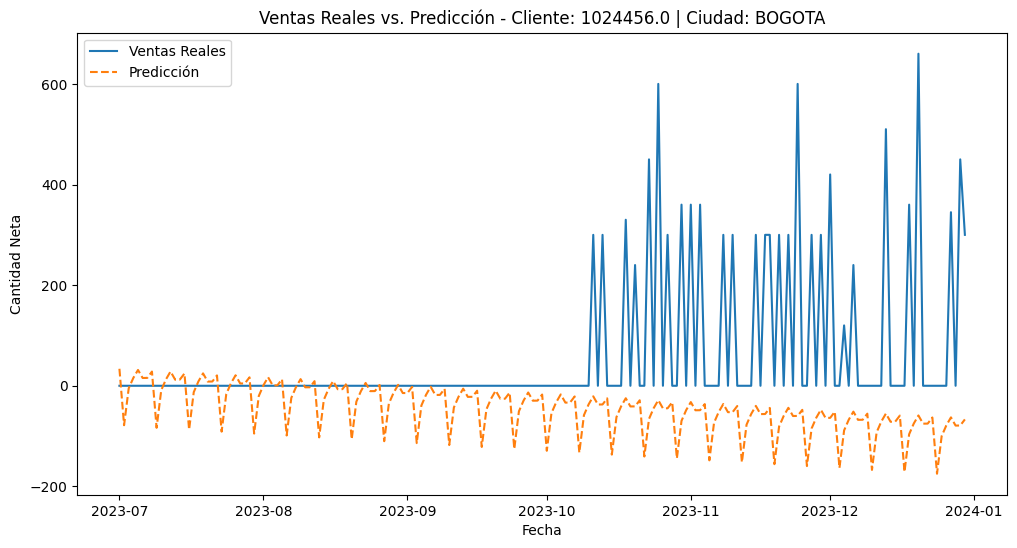 Ventas Reales vs. Predicción - Cliente: 1024456.0 | Ciudad: BOGOTA
Ventas Reales
Predicción
600
400
200
0
−200
Cantidad Neta
2023-07
2023-08
2023-09
2023-10
2023-11
2023-12
2024-01
Fecha